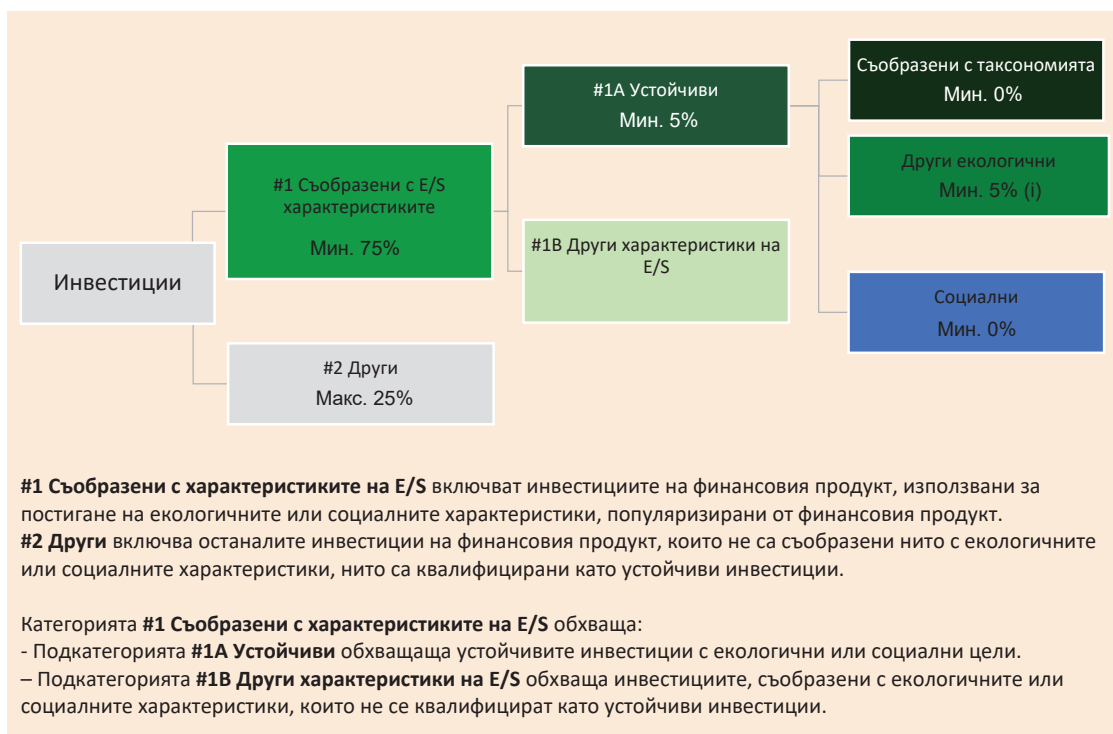 Инвестиции
#1 Съобразени с E/S
характеристиките
Мин. 75%
#2 Други
Макс. 25%
#1A Устойчиви
Мин. 5%
#1B Други характеристики на
E/S
Съобразени с таксономията
Мин. 0%
Други екологични
Мин. 5% (i)
Социални
Мин. 0%
#1 Съобразени с характеристиките на E/S включват инвестициите на финансовия продукт, използвани за
постигане на екологичните или социалните характеристики, популяризирани от финансовия продукт.
#2 Други включва останалите инвестиции на финансовия продукт, които не са съобразени нито с екологичните
или социалните характеристики, нито са квалифицирани като устойчиви инвестиции.
Категорията #1 Съобразени с характеристиките на E/S обхваща:
- Подкатегорията #1A Устойчиви обхващаща устойчивите инвестиции с екологични или социални цели.
– Подкатегорията #1B Други характеристики на E/S обхваща инвестициите, съобразени с екологичните или
социалните характеристики, които не се квалифицират като устойчиви инвестиции.